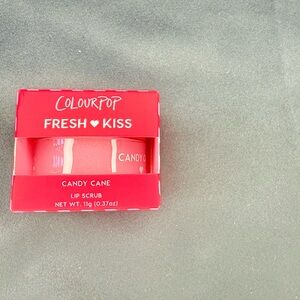 COLOURPOP
FRESH ♥ KISS
CANDY C
CANDY CANE
LIP SCRUB
NET WT. 11g (0.37oz)